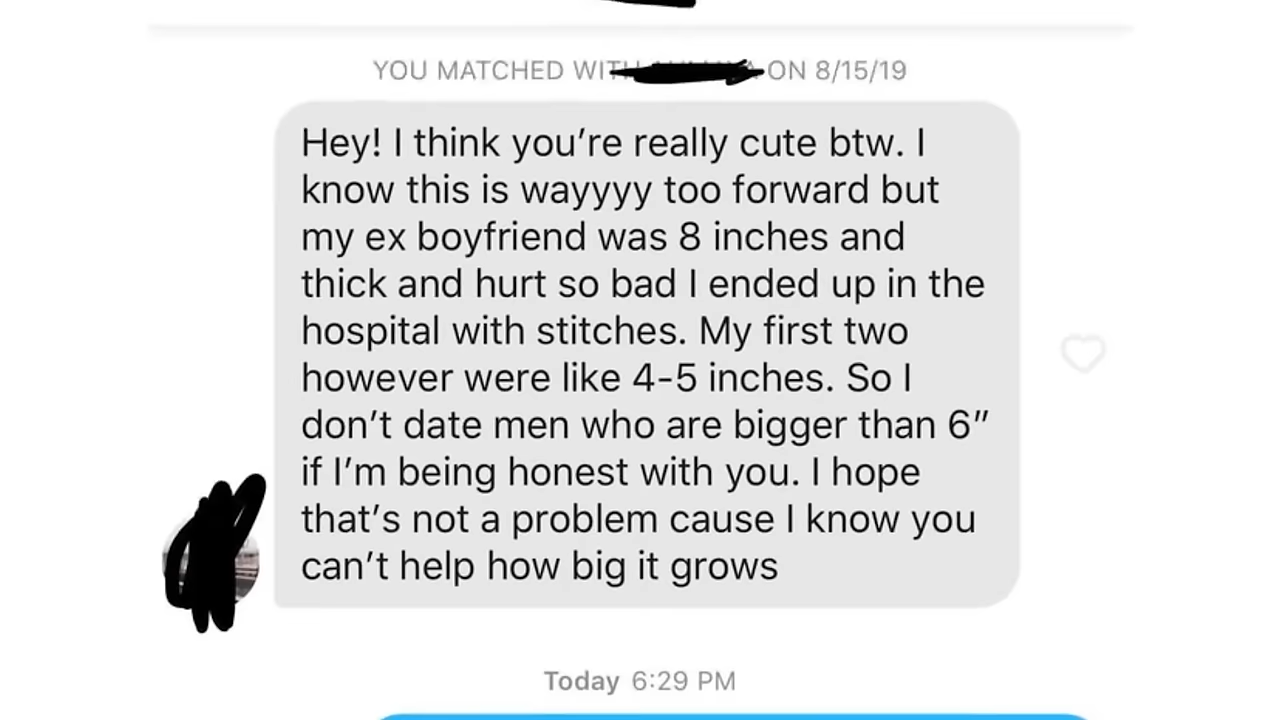 YOU MATCHED WITH ON 8/15/19
Hey! I think you’re really cute btw. I
know this is wayyyy too forward but
my ex boyfriend was 8 inches and
thick and hurt so bad I ended up in the
hospital with stitches. My first two
however were like 4-5 inches. So I
don’t date men who are bigger than 6”
if I’m being honest with you. I hope
that’s not a problem cause I know you
can’t help how big it grows
Today 6:29 PM